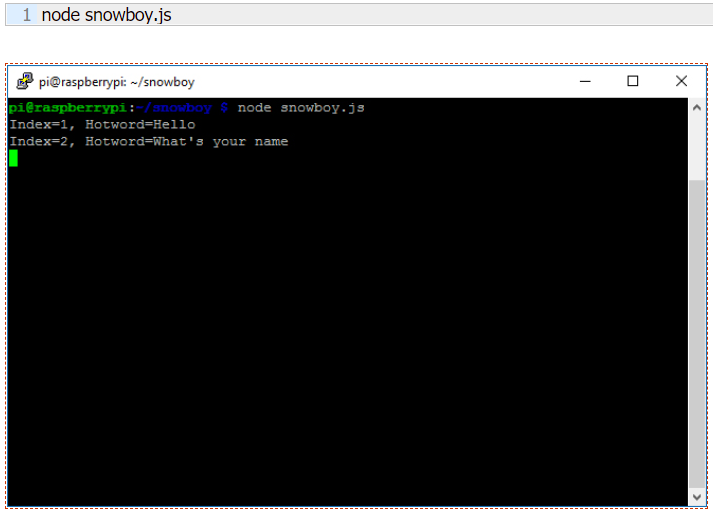 1 node snowboy.js
pi@raspberrypi: ~/snowboy
pi@raspberrypi:~/snowboy $ node snowboy.js
Index=1, Hotword=Hello
Index=2, Hotword=What's your name